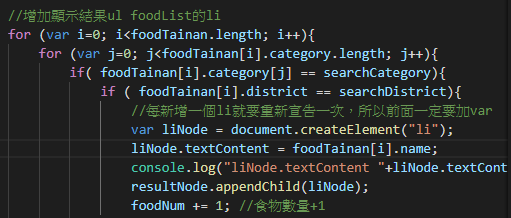 //增加顯示結果ul foodList的li
for (var i=0; i<foodTainan.length; i++){
for (var j=0; j<foodTainan[i].category.length; j++){
if( foodTainan[i].category[j] == searchCategory){
if ( foodTainan[i].district == searchDistrict){
//每新增一個li就要重新宣告一次，所以前面一定要加var
var liNode = document.createElement("li");
liNode.textContent = foodTainan[i].name;
console.log("liNode.textContent "+liNode.textCont
resultNode.appendChild(liNode);
foodNum += 1; //食物數量+1